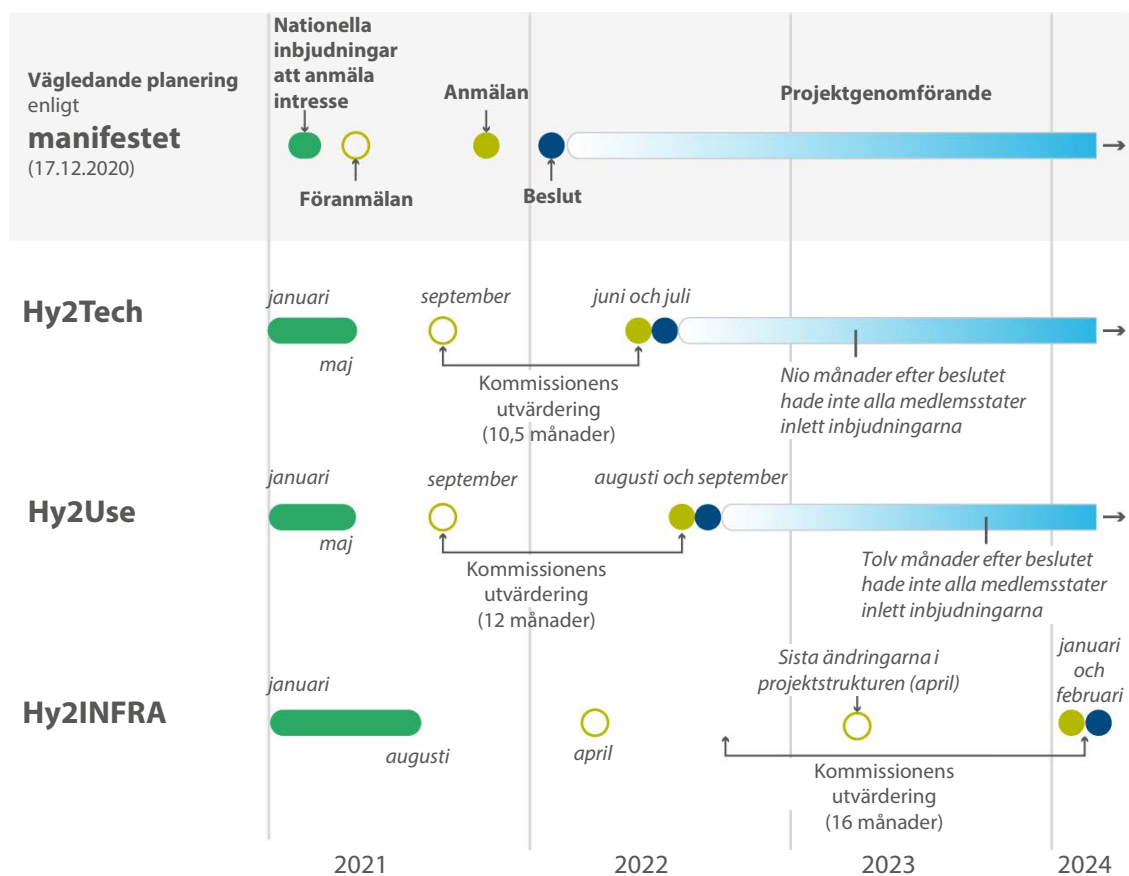 Vägledande planering
enligt
manifestet
(17.12.2020)
Nationella
inbjudningar
att anmäla
intresse
Föranmälan
Anmälan
Beslut
Projektgenomförande
Hy2Tech
januari
maj
september
juni och juli
Kommissionens
utvärdering
(10,5 månader)
Nio månader efter beslutet
hade inte alla medlemsstater
inlett inbjudningarna
Hy2Use
januari
maj
september
augusti och september
Kommissionens
utvärdering
(12 månader)
Tolv månader efter beslutet
hade inte alla medlemsstater
inlett inbjudningarna
Hy2INFRA
januari
augusti
april
Sista ändringarna i
projektstrukturen (april)
januari
och
februari
Kommissionens
utvärdering
(16 månader)
2021
2022
2023
2024